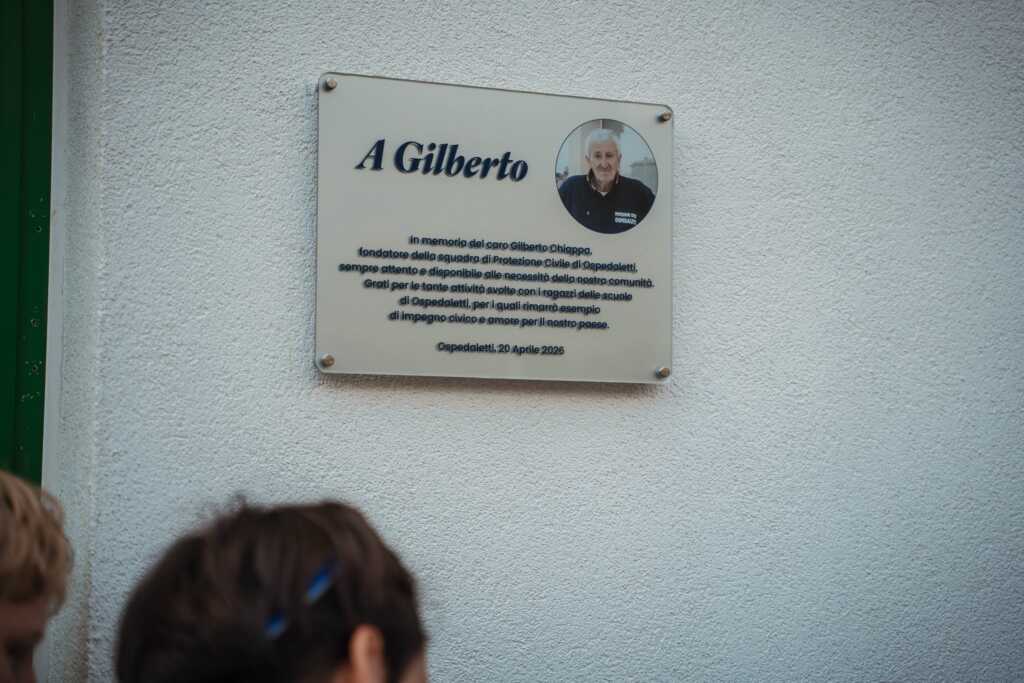 A Gilberto
In memoria del caro Gilberto Chiappa,
fondatore della squadra di Protezione Civile di Ospedaletti,
sempre attento e disponibile alle necessità della nostra comunità.
Grati per le tante attività svolte con i ragazzi delle scuole
di Ospedaletti, per i quali rimarrà esempio
di impegno civico e amore per il nostro paese.
Ospedaletti, 20 Aprile 2026